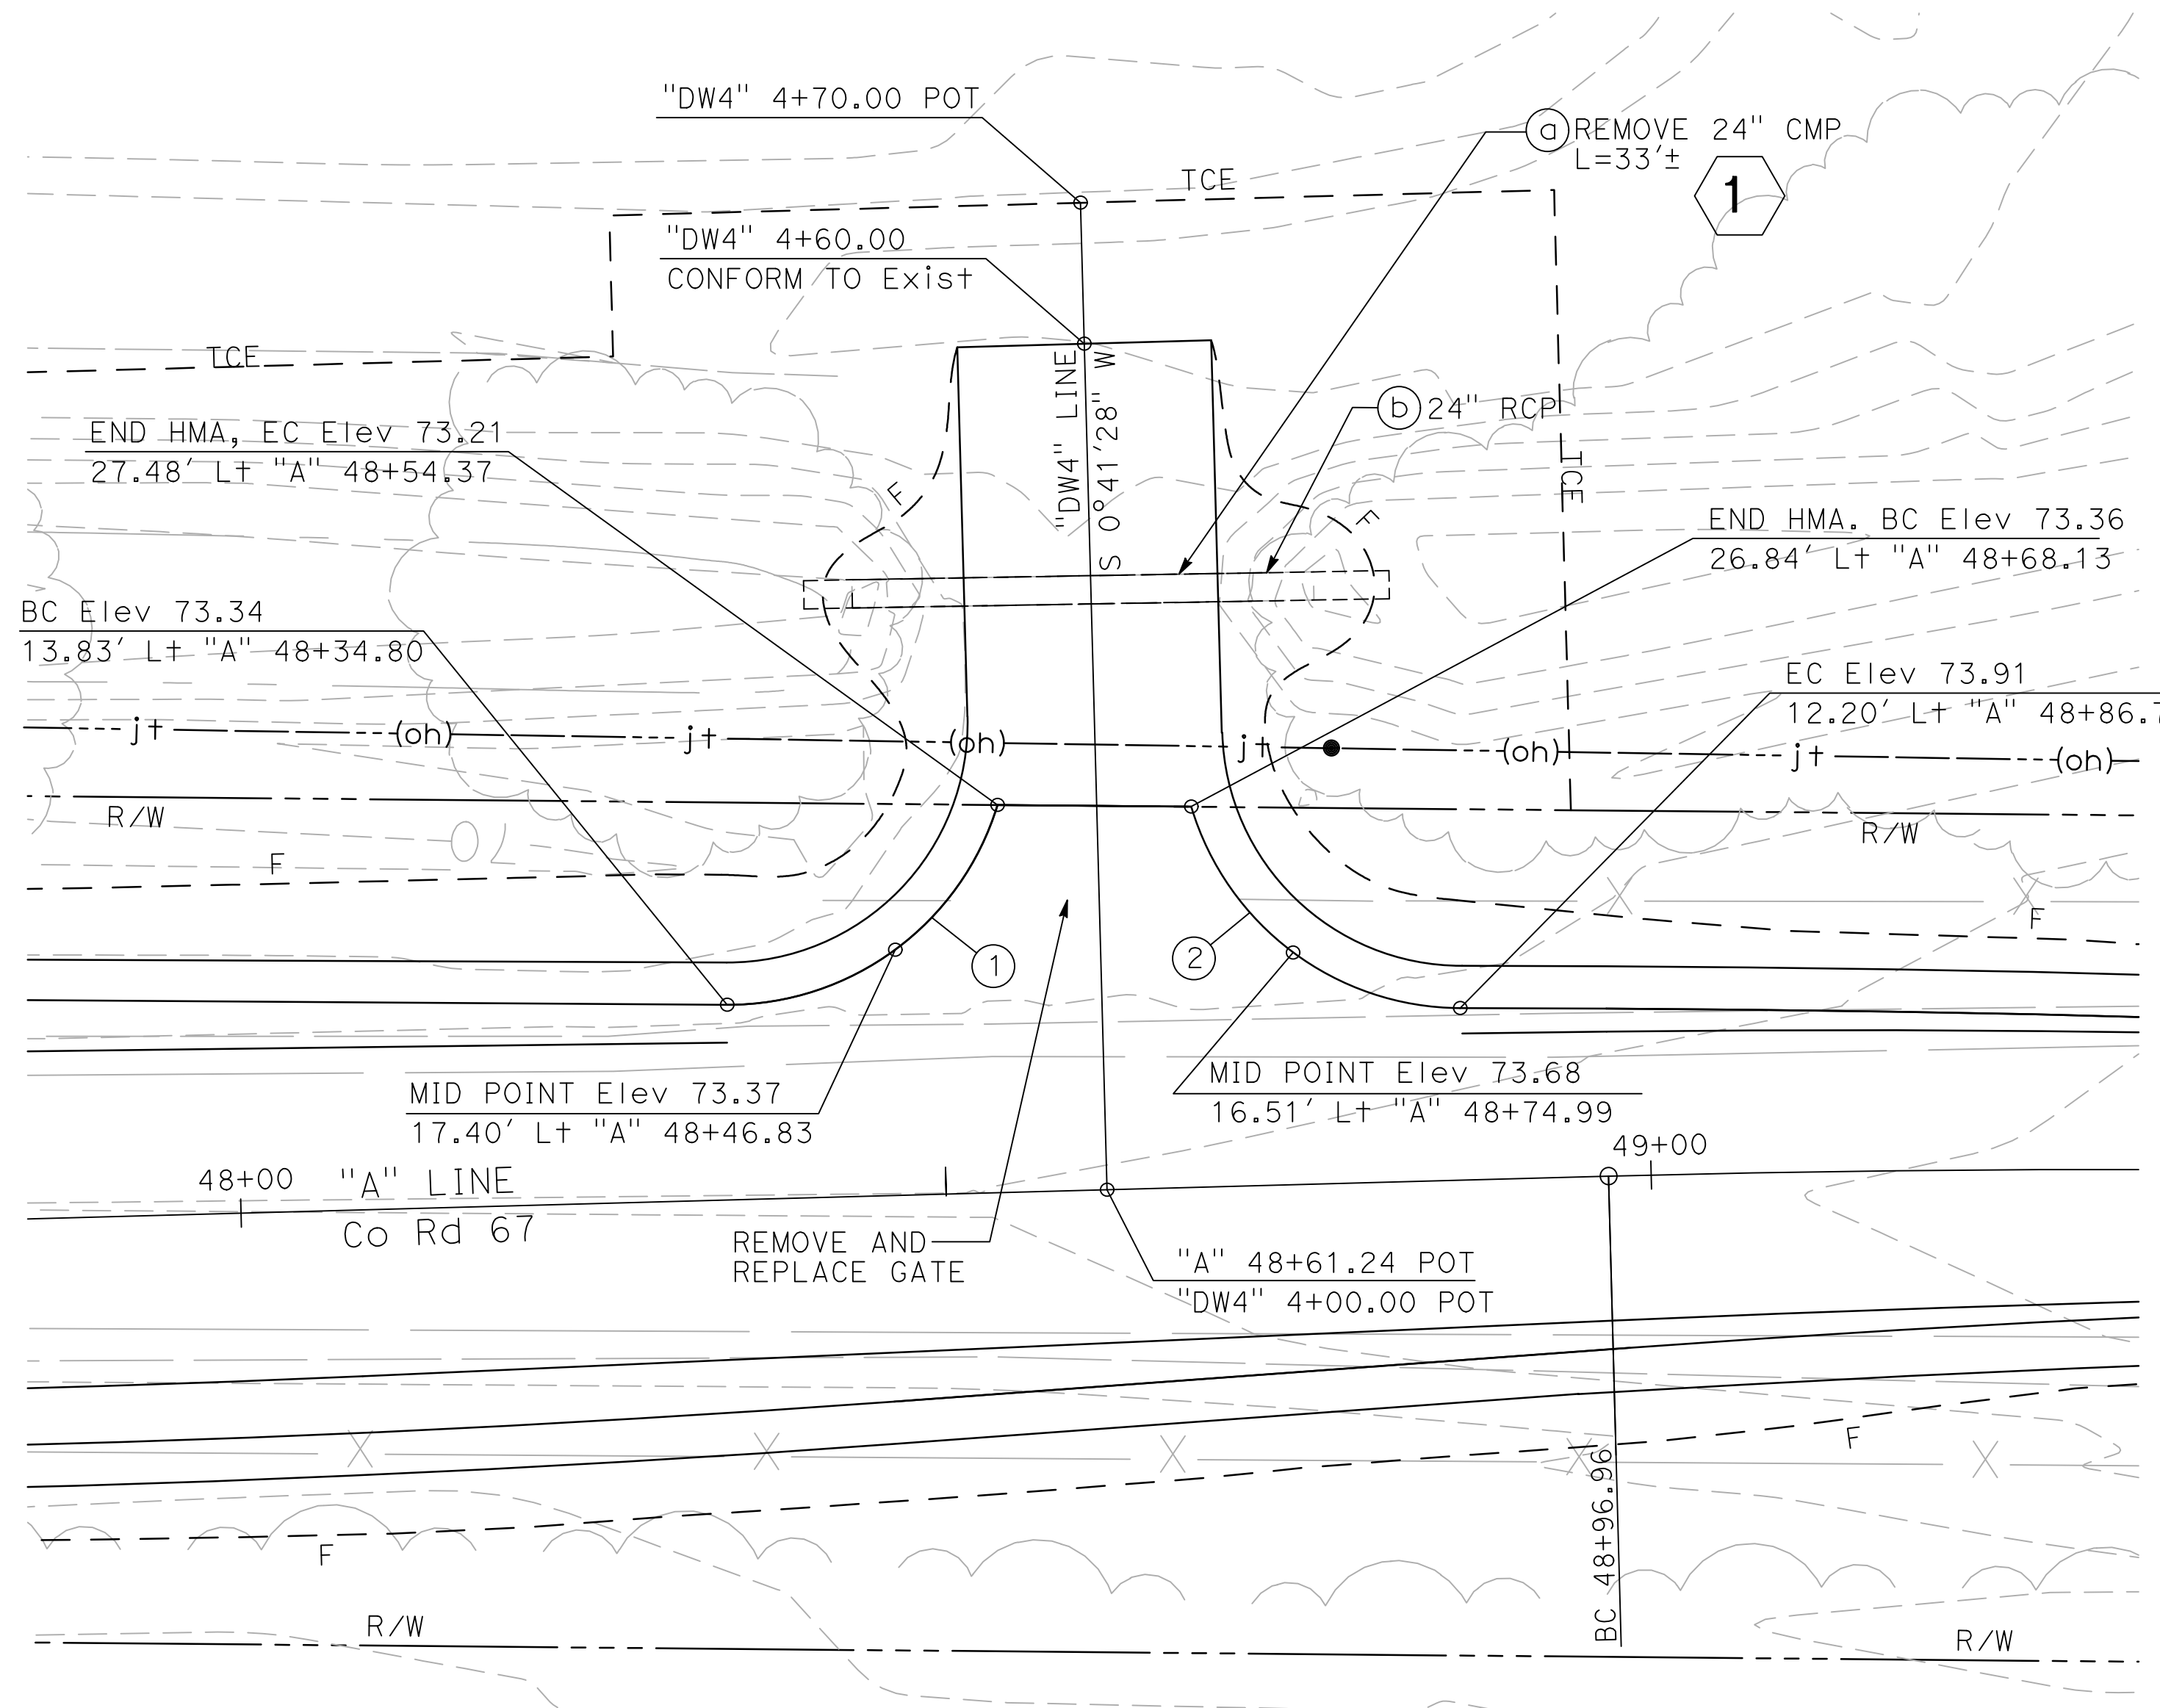 "DW4" 4+70.00 POT
a REMOVE 24" CMP
L=33'±
1
TCE
"DW4" 4+60.00
CONFORM TO Exist
TCE
"DW4" LINE
S 0°41'28" W
b 24" RCP
END HMA, EC Elev 73.21
27.48' Lt "A" 48+54.37
F
F
TCE
END HMA. BC Elev 73.36
26.84' Lt "A" 48+68.13
BC Elev 73.34
13.83' Lt "A" 48+34.80
EC Elev 73.91
12.20' Lt "A" 48+86.7
jt (oh) jt (oh) jt (oh) jt (oh)
R/W
R/W
F
F
1
2
MID POINT Elev 73.37
17.40' Lt "A" 48+46.83
MID POINT Elev 73.68
16.51' Lt "A" 48+74.99
48+00 "A" LINE
Co Rd 67
49+00
REMOVE AND
REPLACE GATE
"A" 48+61.24 POT
"DW4" 4+00.00 POT
F
BC 48+96.96
F
R/W
R/W